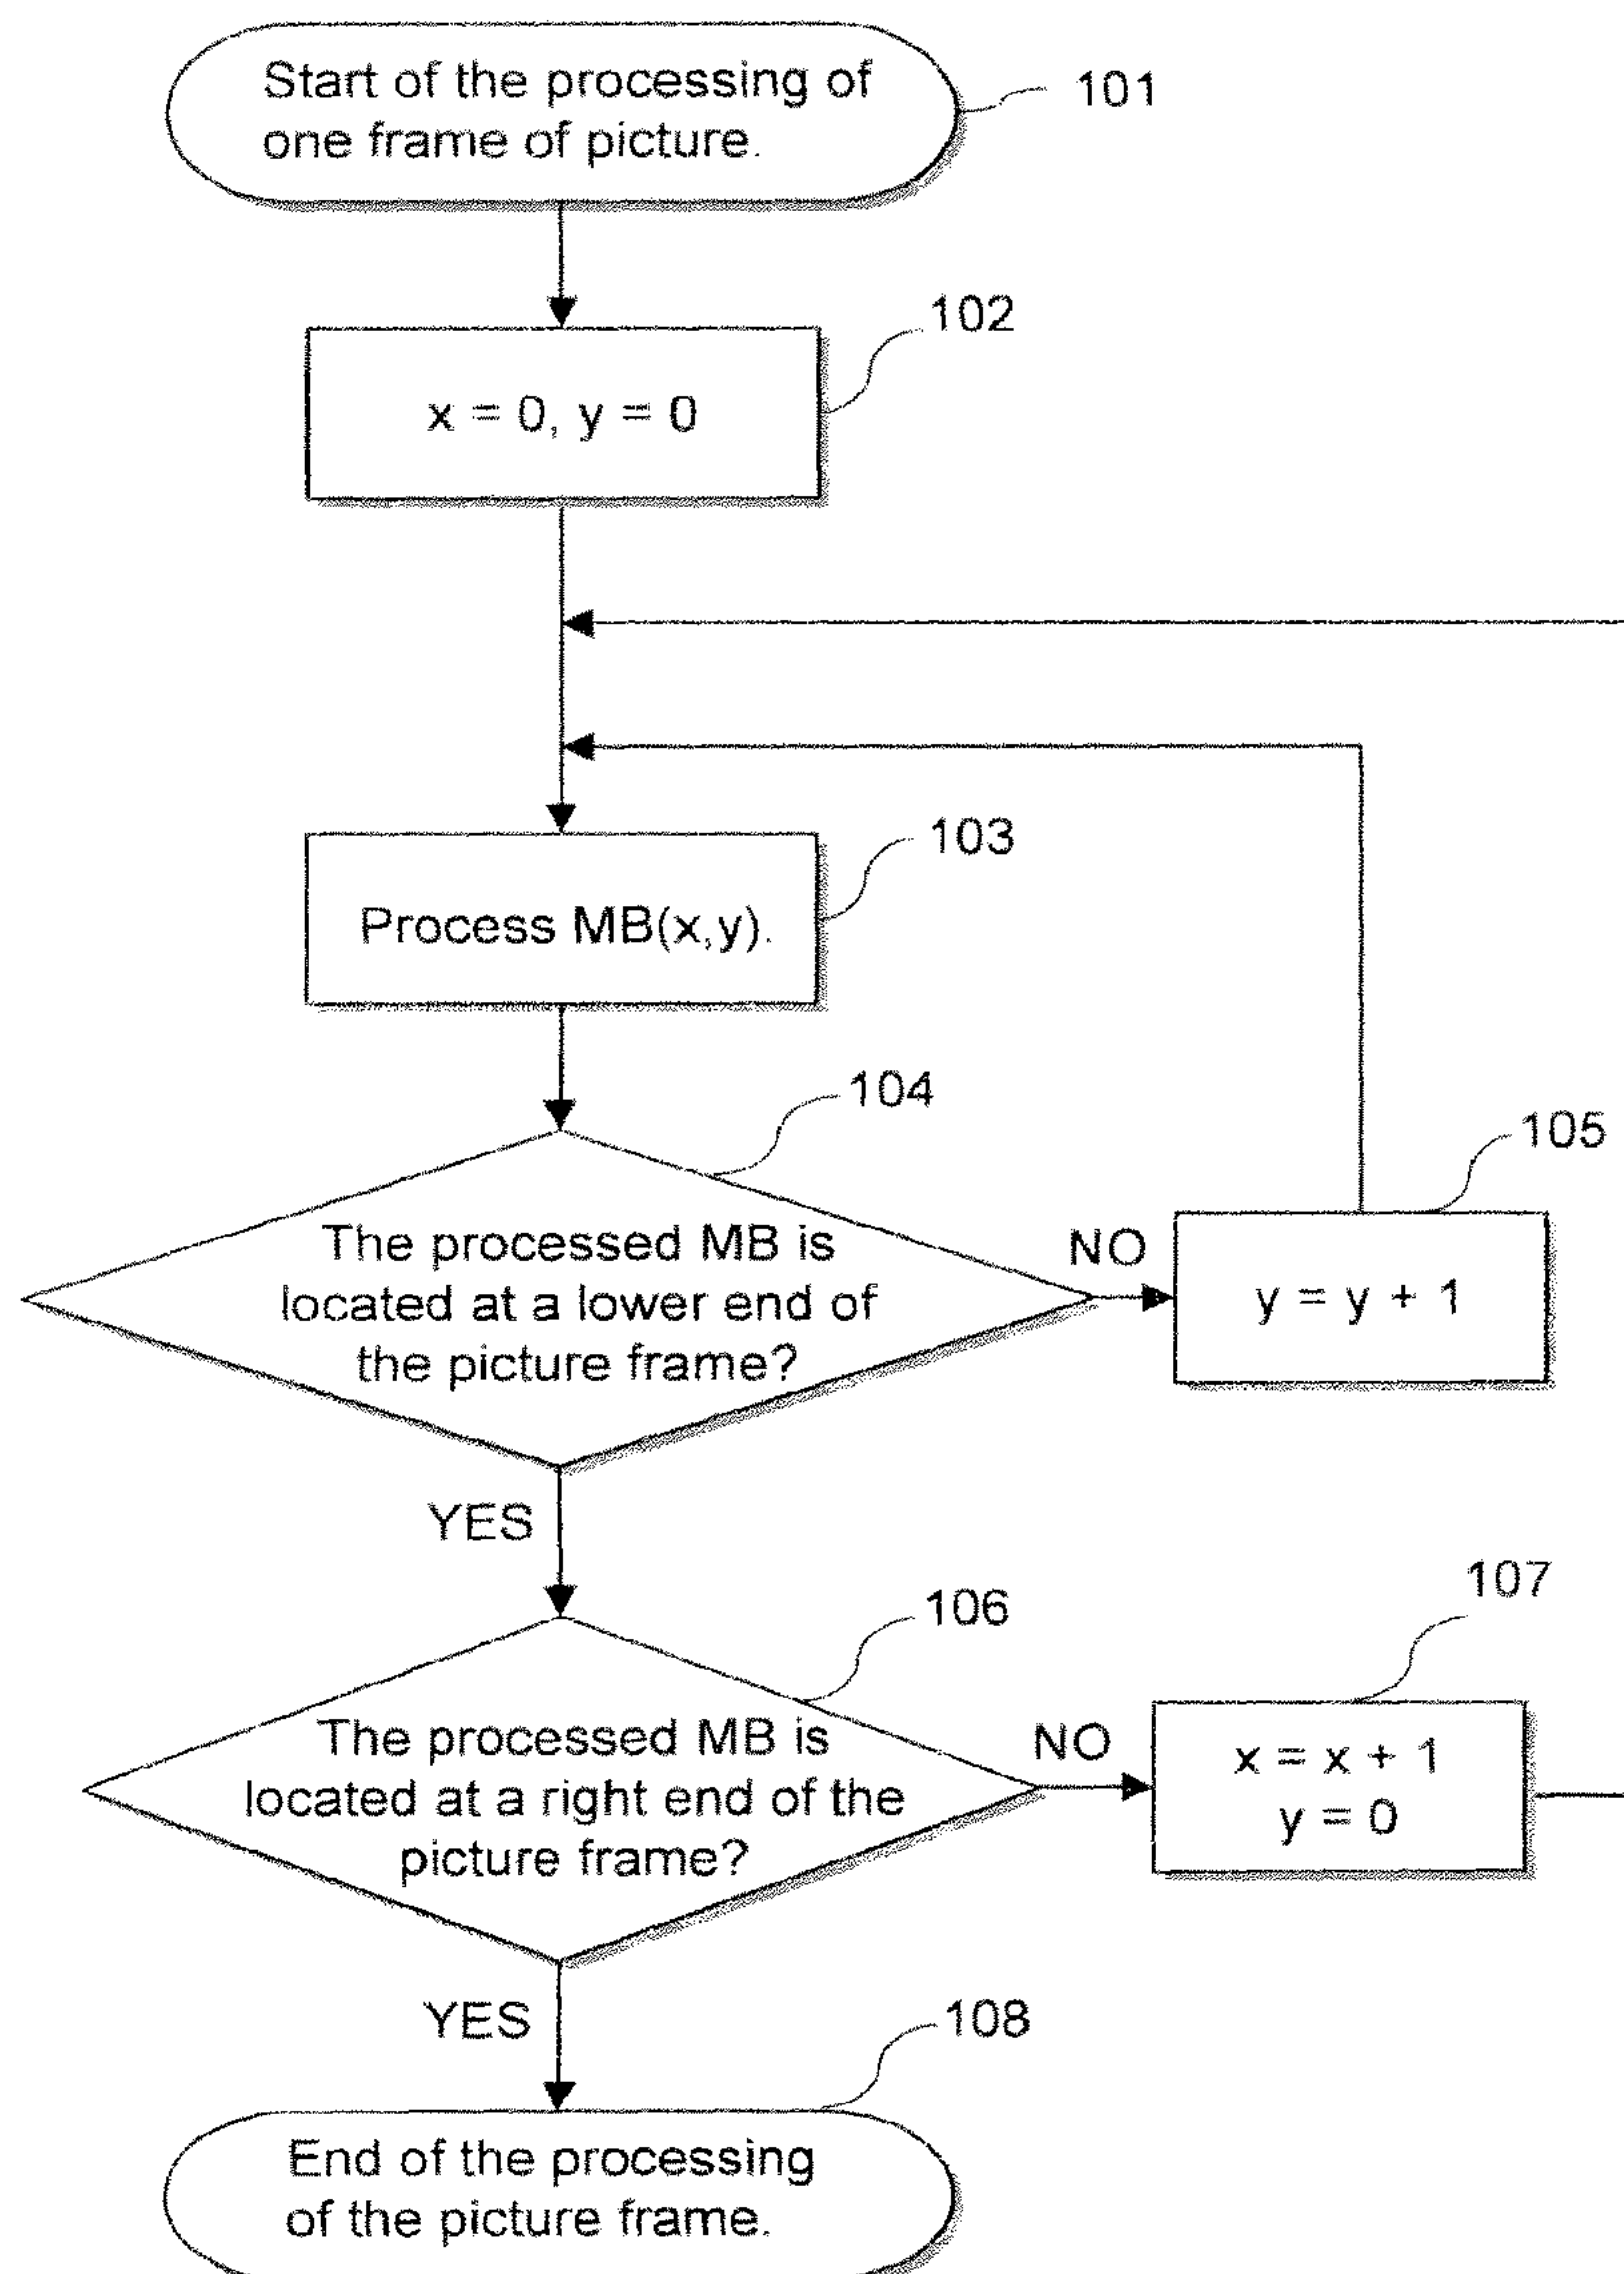 Start of the processing of
one frame of picture.
101
102
x = 0, y = 0
103
Process MB(x,y).
104
The processed MB is
located at a lower end of
the picture frame?
NO
105
y = y + 1
YES
106
The processed MB is
located at a right end of the
picture frame?
NO
107
x = x + 1
y = 0
YES
108
End of the processing
of the picture frame.